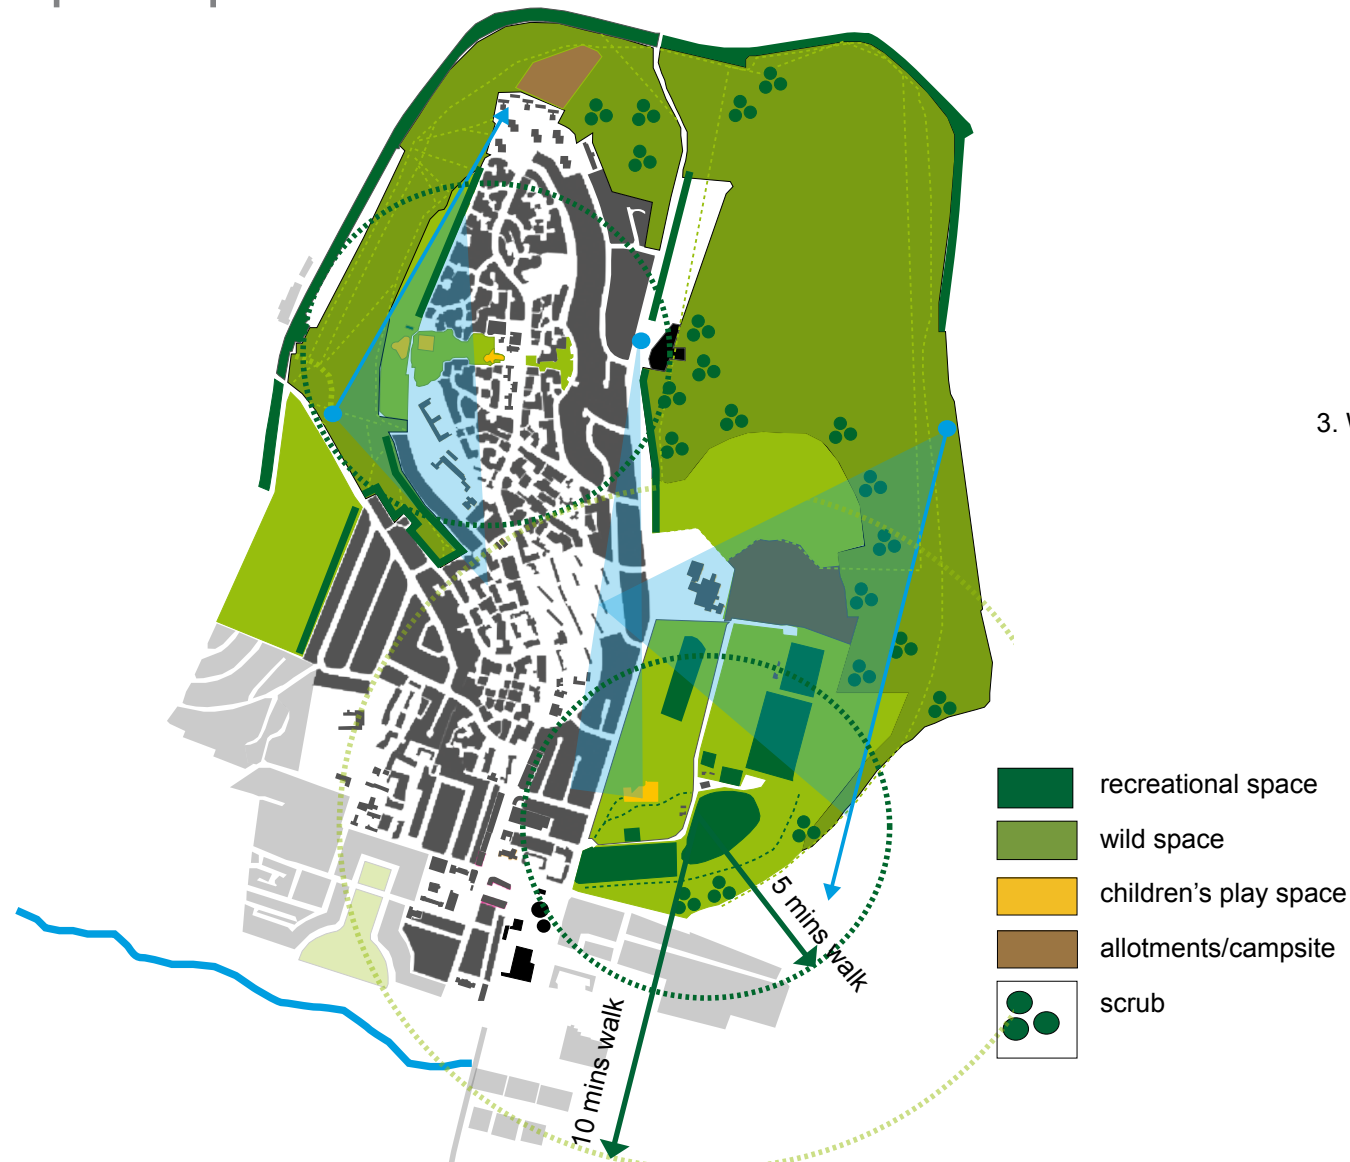 3. W
recreational space
wild space
children's play space
allotments/campsite
scrub
5 mins walk
10 mins walk